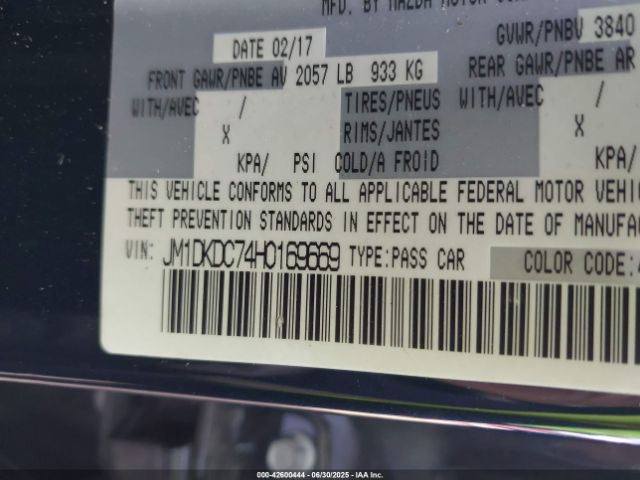 MFD. BY MAZDA MOTOR
DATE 02/17
GVWR/PNBV 3840
FRONT GAWR/PNBE AV 2057 LB 933 KG
REAR GAWR/PNBE AR
WITH/AVEC / TIRES/PNEUS WITH/AVEC /
X RIMS/JANTES X
KPA/ PSI COLD/A FROID KPA/
THIS VEHICLE CONFORMS TO ALL APPLICABLE FEDERAL MOTOR VEHIC
THEFT PREVENTION STANDARDS IN EFFECT ON THE DATE OF MANUFA
VIN: JM1DKDC74H0169669 TYPE:PASS CAR COLOR CODE:
000-42600444 - 06/30/2025 - IAA Inc.